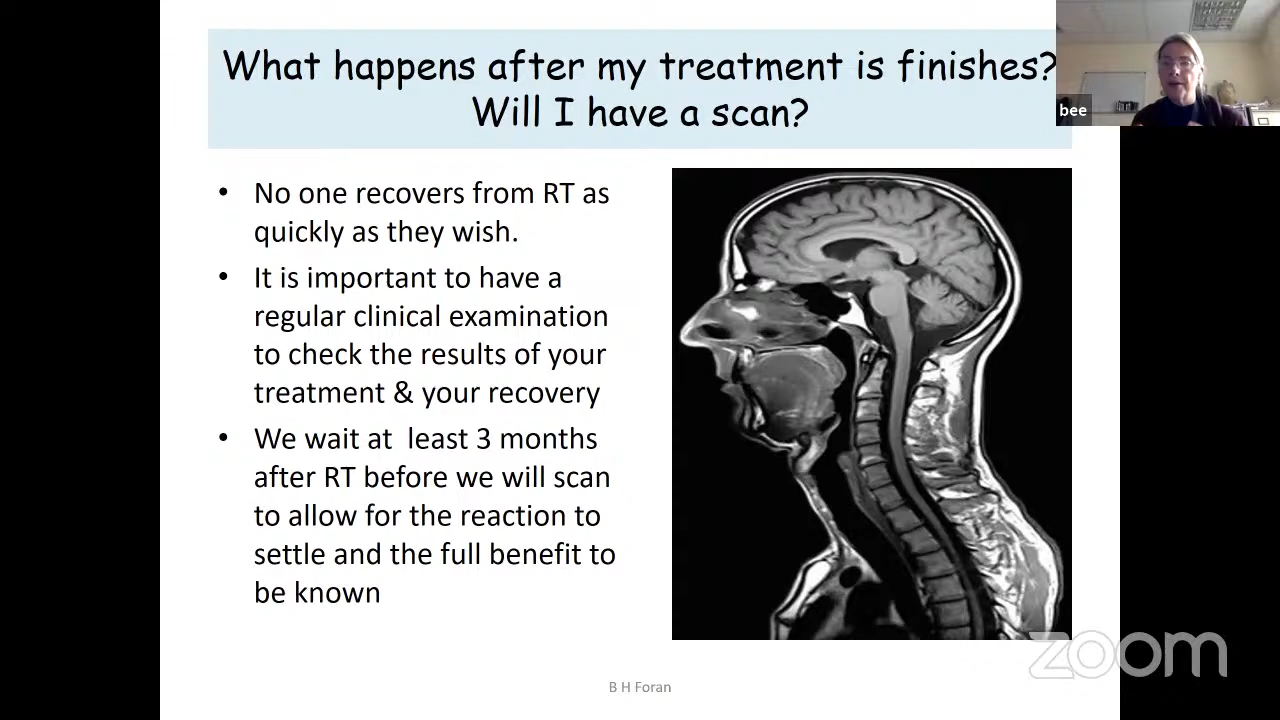 What happens after my treatment is finishes?
Will I have a scan?
bee
• No one recovers from RT as
quickly as they wish.
• It is important to have a
regular clinical examination
to check the results of your
treatment & your recovery
• We wait at  least 3 months
after RT before we will scan
to allow for the reaction to
settle and the full benefit to
be known
zoom
B H Foran